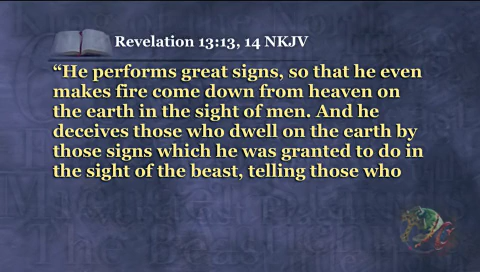 Revelation 13:13, 14 NKJV
“He performs great signs, so that he even
makes fire come down from heaven on
the earth in the sight of men. And he
deceives those who dwell on the earth by
those signs which he was granted to do in
the sight of the beast, telling those who